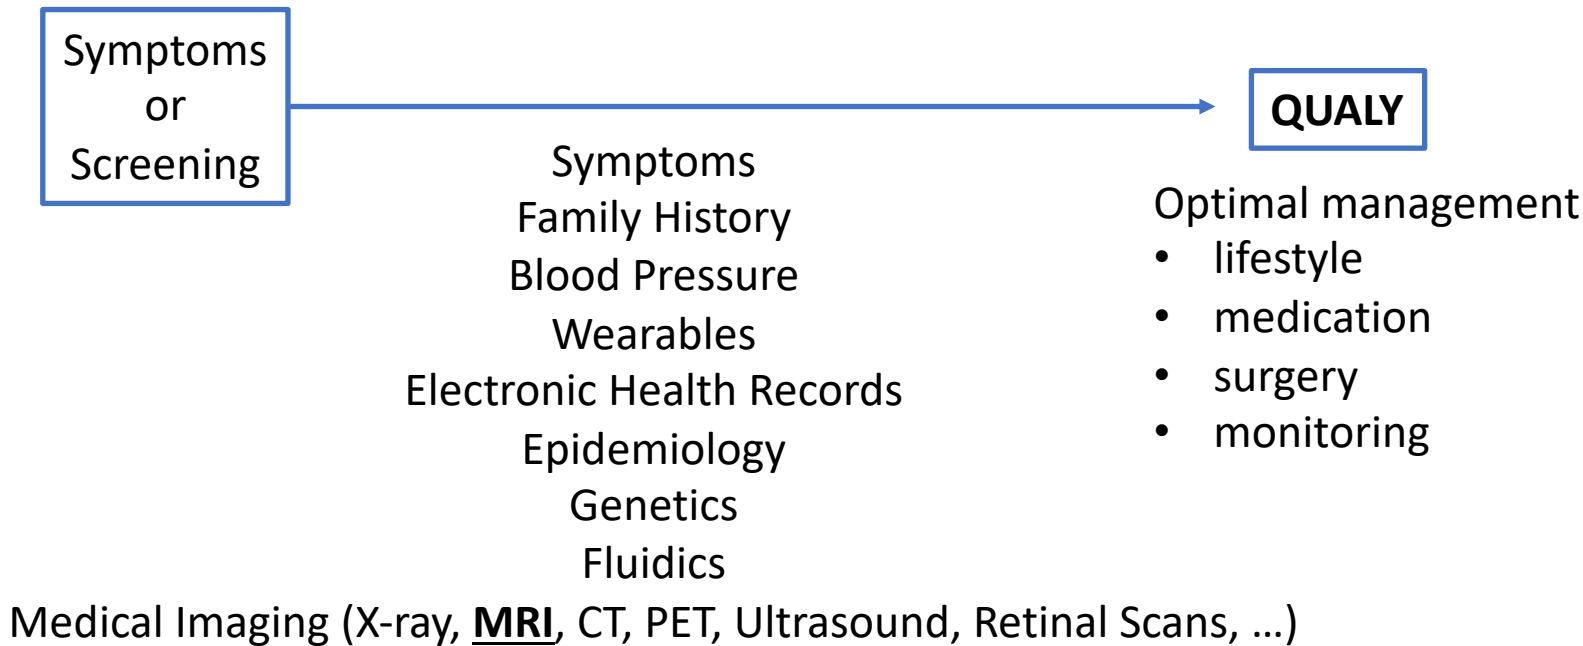 Symptoms
or
Screening
QUALY
Symptoms
Family History
Blood Pressure
Wearables
Electronic Health Records
Epidemiology
Genetics
Fluidics
Medical Imaging (X-ray, MRI, CT, PET, Ultrasound, Retinal Scans, …)
Optimal management
• lifestyle
• medication
• surgery
• monitoring